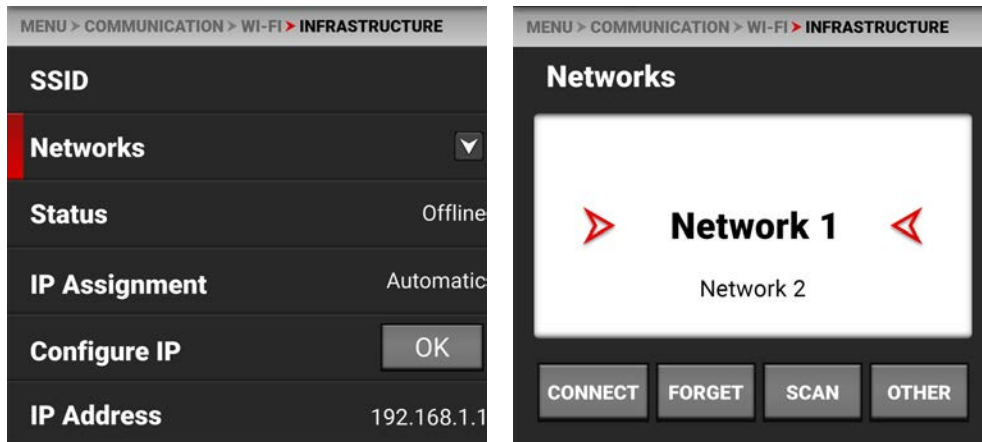 MENU > COMMUNICATION > WI-FI > INFRASTRUCTURE
SSID
Networks
Status Offline
IP Assignment Automatic
Configure IP OK
IP Address 192.168.1.1
MENU > COMMUNICATION > WI-FI > INFRASTRUCTURE
Networks
Network 1
Network 2
CONNECT FORGET SCAN OTHER